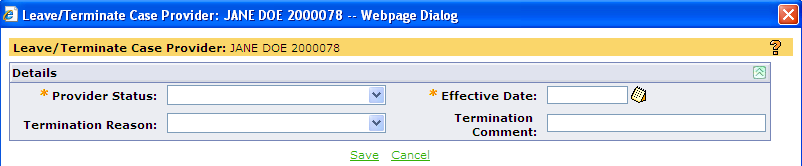 Leave/Terminate Case Provider: JANE DOE 2000078 -- Webpage Dialog
Leave/Terminate Case Provider: JANE DOE 2000078 ?
Details
* Provider Status: * Effective Date:
Termination Reason: Termination Comment:
Save Cancel